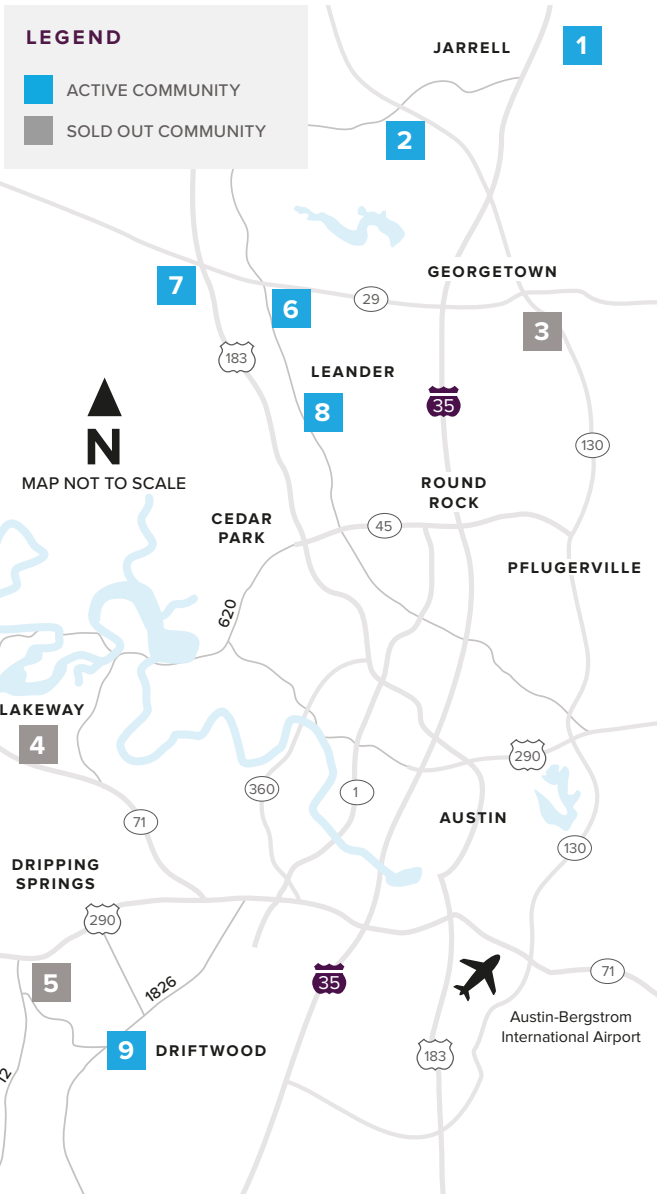 LEGEND
ACTIVE COMMUNITY
SOLD OUT COMMUNITY
JARRELL
1
2
GEORGETOWN
7
6
29
3
183
LEANDER
8
35
N
MAP NOT TO SCALE
130
ROUND
ROCK
CEDAR
PARK
45
PFLUGERVILLE
620
LAKEWAY
4
290
360
1
71
AUSTIN
130
DRIPPING
SPRINGS
290
5
1826
35
71
Austin-Bergstrom
International Airport
9
DRIFTWOOD
183
12